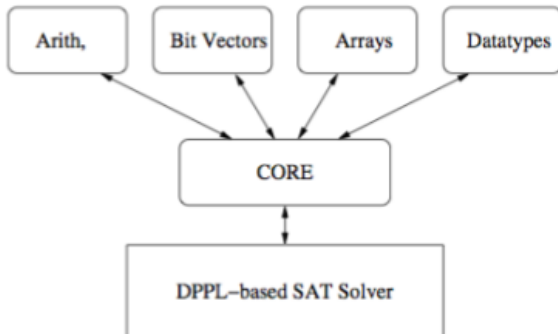 Arith,
Bit Vectors
Arrays
Datatypes
CORE
DPPL–based SAT Solver